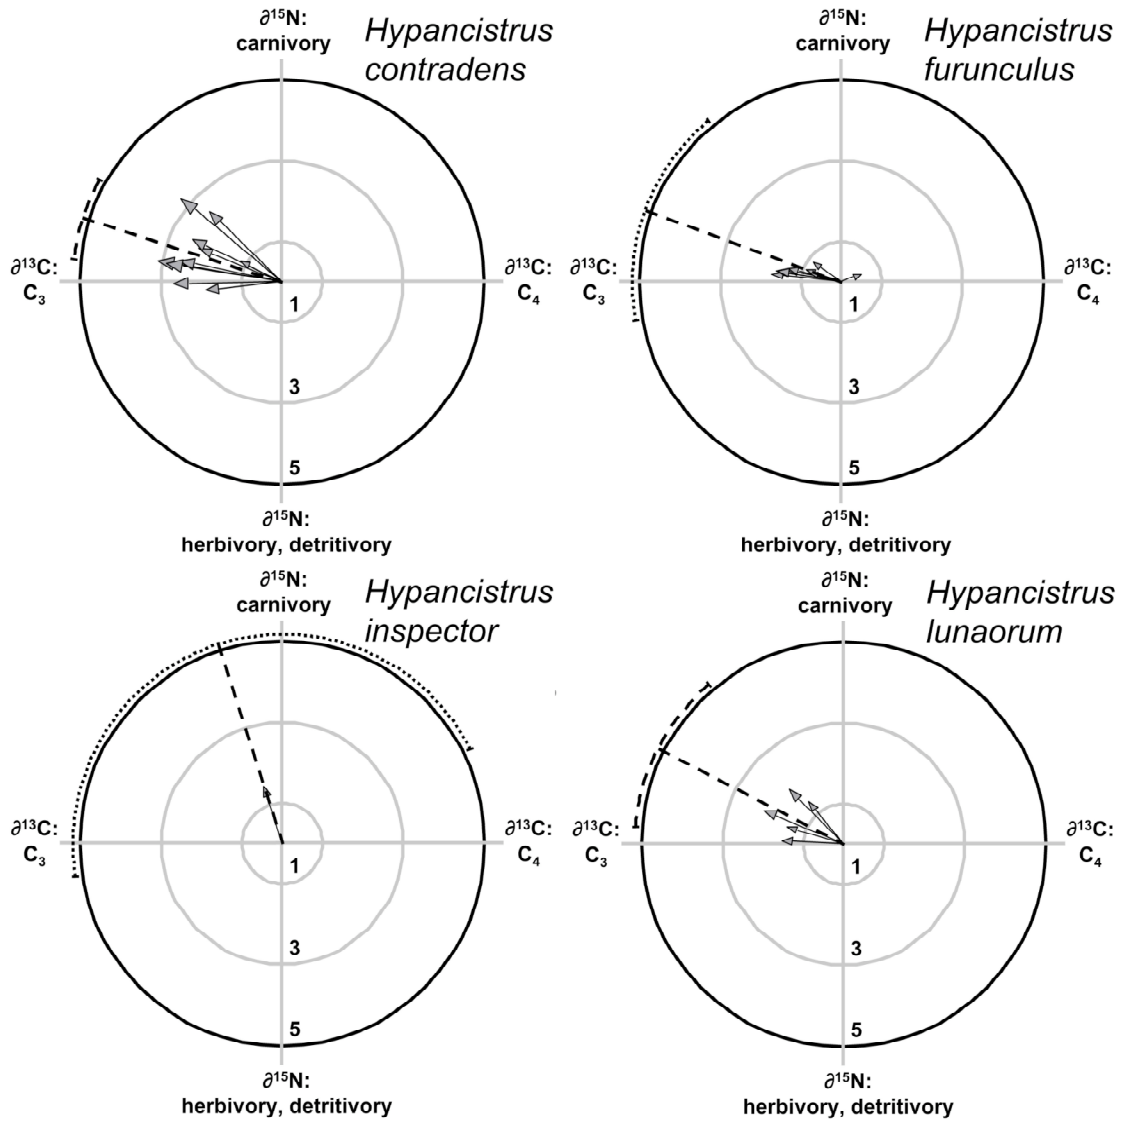 ∂¹⁵N:
carnivory
Hypancistrus
contradens
∂¹³C:
C₃
∂¹³C:
C₄
1
3
5
∂¹⁵N:
herbivory, detritivory
∂¹⁵N:
carnivory
Hypancistrus
furunculus
∂¹³C:
C₃
∂¹³C:
C₄
1
3
5
∂¹⁵N:
herbivory, detritivory
∂¹⁵N:
carnivory
Hypancistrus
inspector
∂¹³C:
C₃
∂¹³C:
C₄
1
3
5
∂¹⁵N:
herbivory, detritivory
∂¹⁵N:
carnivory
Hypancistrus
lunaorum
∂¹³C:
C₃
∂¹³C:
C₄
1
3
5
∂¹⁵N:
herbivory, detritivory